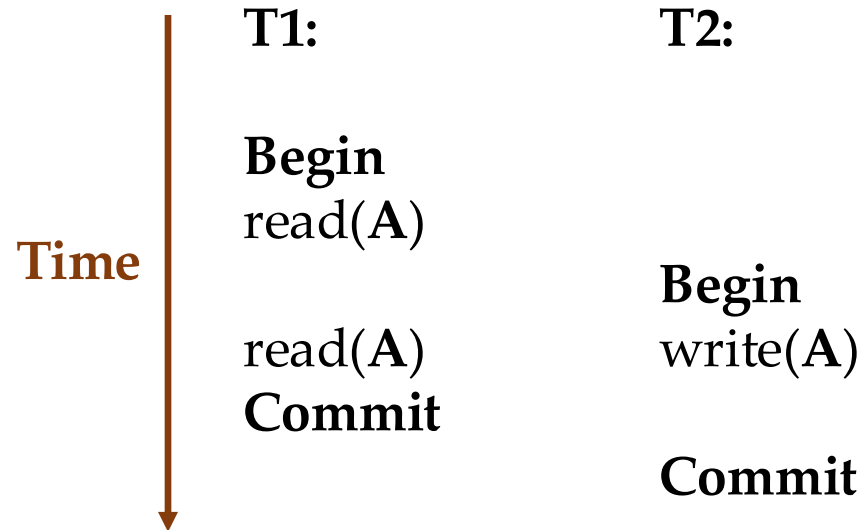 T1: T2:
Begin
read(A)
Time
Begin
read(A) write(A)
Commit
Commit